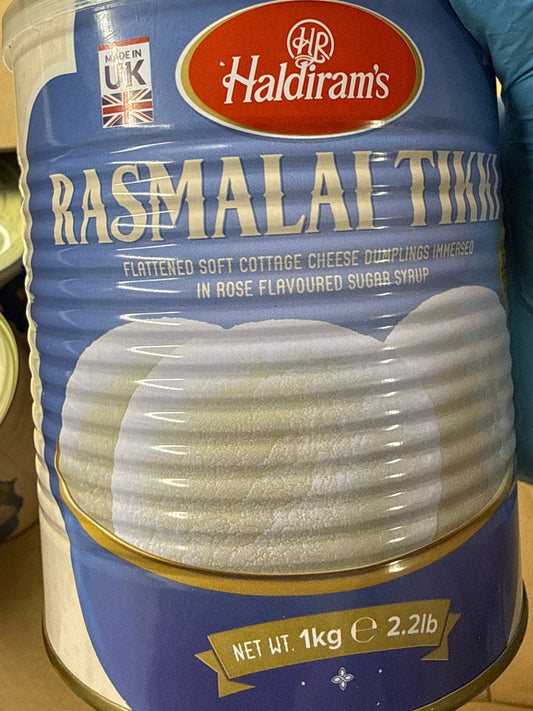 MADE IN
UK
HR
Haldiram's
RASMALAI TIKKI
FLATTENED SOFT COTTAGE CHEESE DUMPLINGS IMMERSED
IN ROSE FLAVOURED SUGAR SYRUP
NET WT. 1kg ℮ 2.2lb